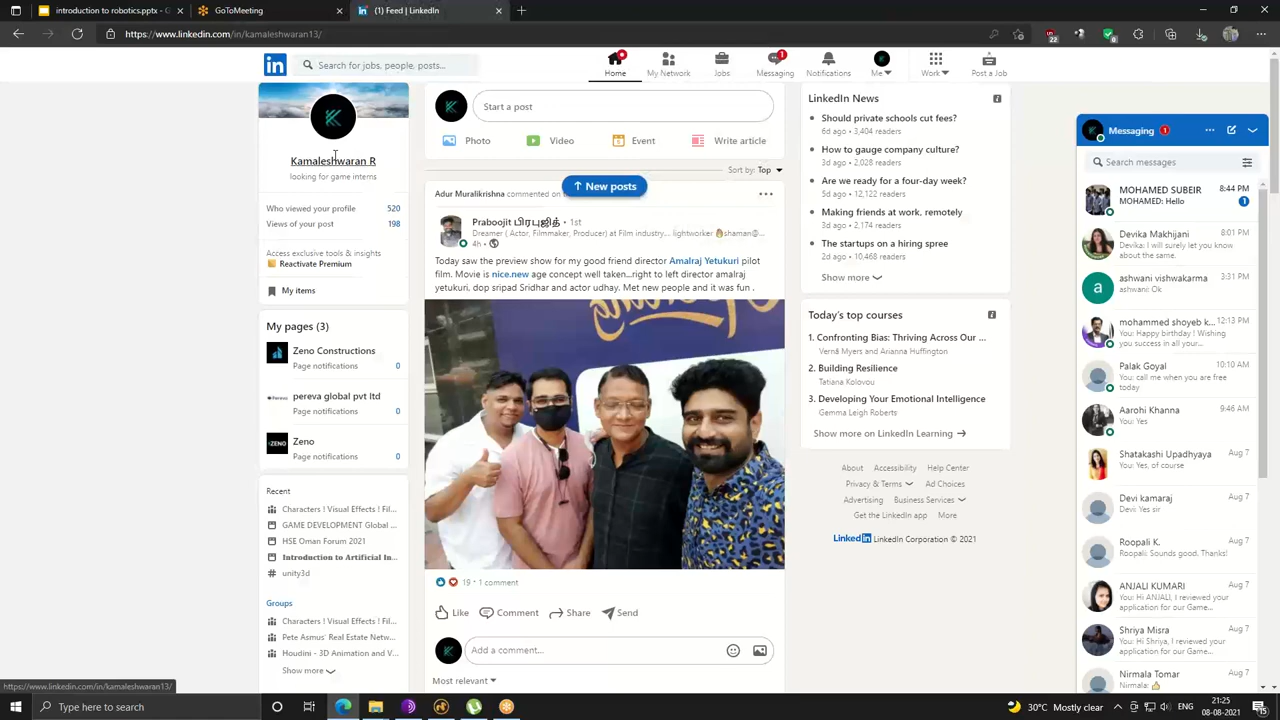 introduction to robotics.pptx - G
GoToMeeting
(1) Feed | LinkedIn
https://www.linkedin.com/in/kamaleshwaran13/
22
6
in
Search for jobs, people, posts...
Home
My Network
Jobs
1
Messaging
Notifications
Me
Work
Post a Job
Kamaleshwaran R
looking for game interns
Who viewed your profile 520
Views of your post 198
Access exclusive tools & insights
Reactivate Premium
My items
My pages (3)
Zeno Constructions
Page notifications 0
pereva global pvt ltd
Page notifications 0
ZENO
Zeno
Page notifications 0
Recent
Characters ! Visual Effects ! Fil...
GAME DEVELOPMENT Global ...
HSE Oman Forum 2021
𝐈𝐧𝐭𝐫𝐨𝐝𝐮𝐜𝐭𝐢𝐨𝐧 𝐭𝐨 𝐀𝐫𝐭𝐢𝐟𝐢𝐜𝐢𝐚𝐥 𝐈𝐧...
# unity3d
Groups
Characters ! Visual Effects ! Fil...
Pete Asmus' Real Estate Netw...
Houdini - 3D Animation and V...
Show more
https://www.linkedin.com/in/kamaleshwaran13/
Start a post
Photo
Video
Event
Write article
Sort by: Top
Adur Muralikrishna commented on
↑ New posts
Praboojit பிரபுஜித் • 1st
Dreamer ( Actor, Filmmaker, Producer) at Film industry... lightworker 🔥shaman@...
4h •
Today saw the preview show for my good friend director Amalraj Yetukuri pilot
film. Movie is nice.new age concept well taken...right to left director amalraj
yetukuri, dop sripad Sridhar and actor udhay. Met new people and it was fun .
19 • 1 comment
Like
Comment
Share
Send
Add a comment...
Most relevant
LinkedIn News
Should private schools cut fees?
6d ago • 3,404 readers
How to gauge company culture?
3d ago • 2,028 readers
Are we ready for a four-day week?
5d ago • 12,122 readers
Making friends at work, remotely
3d ago • 2,174 readers
The startups on a hiring spree
2d ago • 10,468 readers
Show more
Today's top courses
1. Confronting Bias: Thriving Across Our ...
Vernā Myers and Arianna Huffington
2. Building Resilience
Tatiana Kolovou
3. Developing Your Emotional Intelligence
Gemma Leigh Roberts
Show more on LinkedIn Learning →
About
Accessibility
Help Center
Privacy & Terms
Ad Choices
Advertising
Business Services
Get the LinkedIn app
More
Linkedin LinkedIn Corporation © 2021
Messaging 1
Search messages
MOHAMED SUBEIR 8:44 PM
MOHAMED: Hello 1
Devika Makhijani 8:01 PM
Devika: I will surely let you know
about the same.
ashwani vishwakarma 3:31 PM
a
ashwani: Ok
mohammed shoyeb k... 12:13 PM
You: Happy birthday ! Wishing
you success in all your...
Palak Goyal 10:10 AM
You: call me when you are free
today
Aarohi Khanna 9:46 AM
You: Yes
Shatakashi Upadhyaya Aug 7
You: Yes, of course
Devi kamaraj Aug 7
Devi: Yes sir
Roopali K. Aug 7
Roopali: Sounds good. Thanks!
ANJALI KUMARI Aug 7
You: Hi ANJALI, I reviewed your
application for our Game...
Shriya Misra Aug 7
You: Hi Shriya, I reviewed your
application for our Game...
Nirmala Tomar Aug 7
Nirmala: 👍
Type here to search
30°C Mostly clear
ENG
21:25
08-08-2021
15